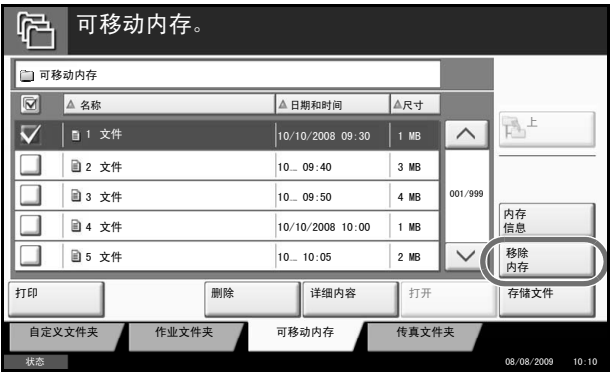 可移动内存。
可移动内存
名称 日期和时间 尺寸
1 文件 10/10/2008 09:30 1 MB
2 文件 10… 09:40 3 MB
3 文件 10… 09:50 4 MB
4 文件 10/10/2008 10:00 1 MB
5 文件 10… 10:05 2 MB
001/999
上
内存
信息
移除
内存
打印 删除 详细内容 打开 存储文件
自定义文件夹 作业文件夹 可移动内存 传真文件夹
状态 08/08/2009 10:10